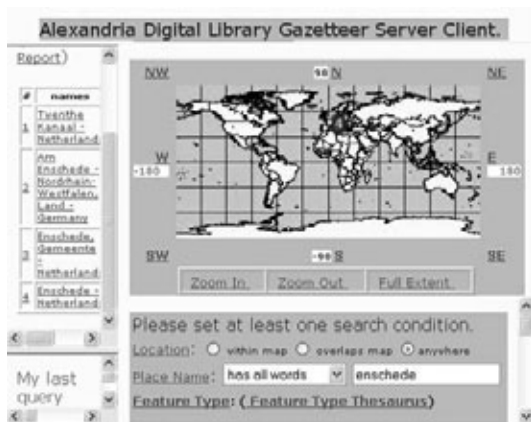 Alexandria Digital Library Gazetteer Server Client.
Report)
# names
1 Twenthe
Kanaal -
Netherland
2 Am
Enschede -
Nordrhein-
Westfalen,
Land -
Germany
3 Enschede,
Gemeente
-
Netherland
4 Enschede -
Netherland
My last
query
NW 90 N NE
W E
-180 180
SW -90 S SE
Zoom In. Zoom Out. Full Extent.
Please set at least one search condition.
Location: within map overlaps map anywhere
Place Name: has all words enschede
Feature Type: ( Feature Type Thesaurus)